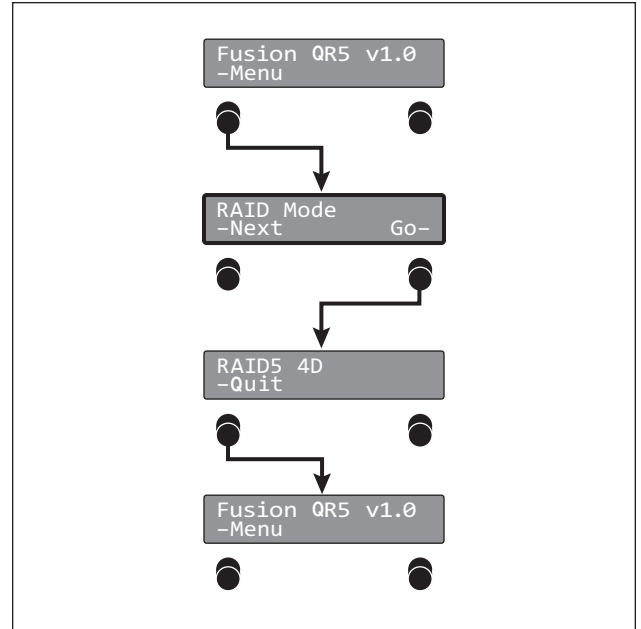 Fusion QR5 v1.0
–Menu
RAID Mode
–Next Go–
RAID5 4D
–Quit
Fusion QR5 v1.0
–Menu